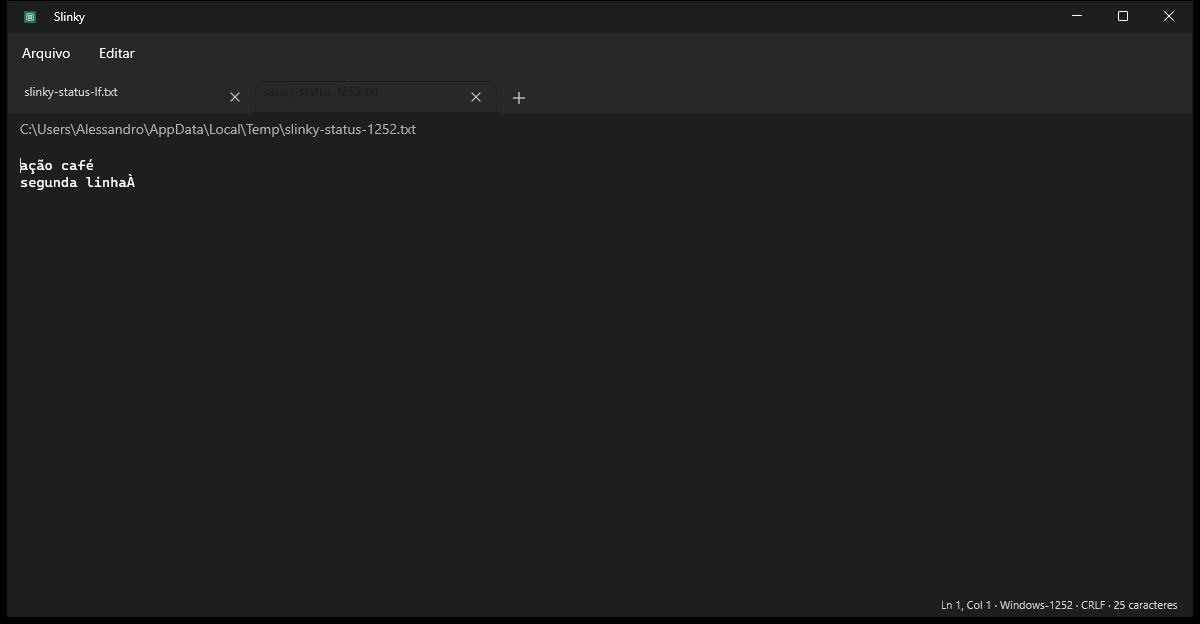 Slinky
Arquivo Editar
slinky-status-lf.txt slinky-status-1252.txt
C:\Users\Alessandro\AppData\Local\Temp\slinky-status-1252.txt
ação café
segunda linhaÀ
Ln 1, Col 1 · Windows-1252 · CRLF · 25 caracteres